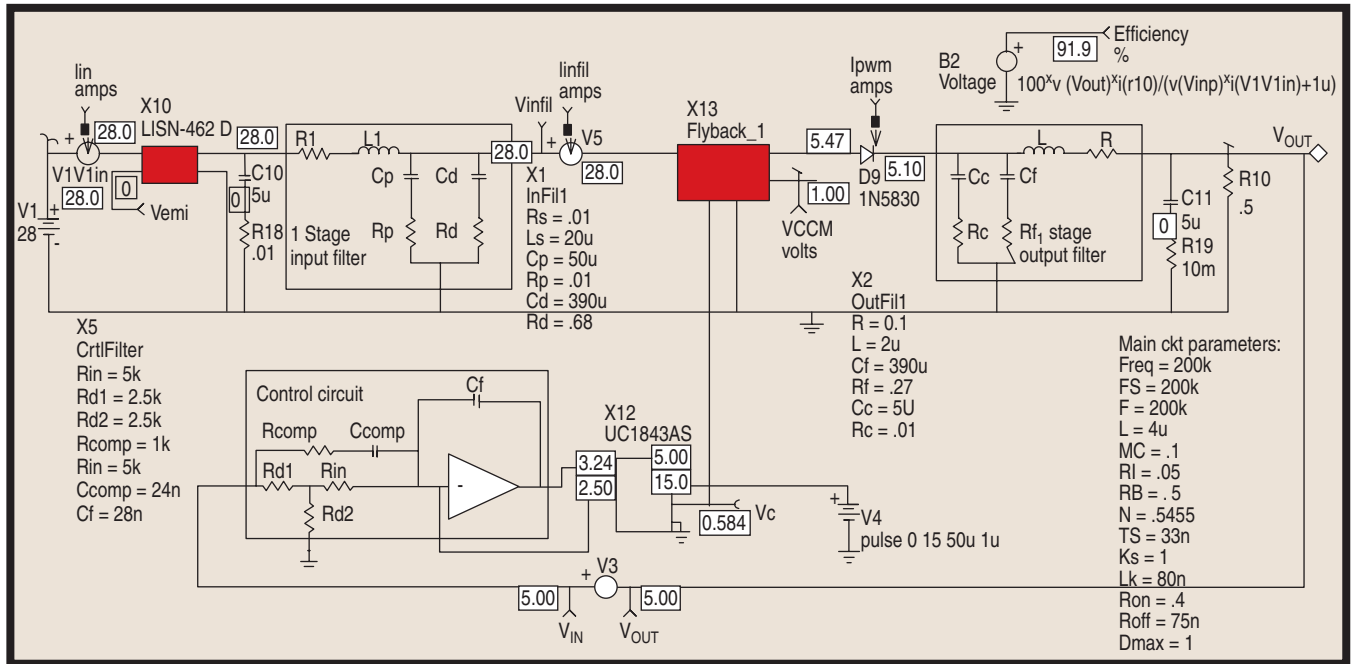 Iin
amps
X10
LISN-462 D
28.0
28.0
V1V1in
28.0
0
Vemi
V1
28
+
-
+
C10
5u
0
R18
.01
R1
L1
Cp
Cd
Rp
Rd
1 Stage
input filter
28.0
Vinfil
Iinfil
amps
+
V5
28.0
X1
InFil1
Rs = .01
Ls = 20u
Cp = 50u
Rp = .01
Cd = 390u
Rd = .68
X13
Flyback_1
Ipwm
amps
5.47
5.10
D9
1N5830
1.00
VCCM
volts
B2
Voltage
+
91.9
Efficiency
%
100ˣv (Vout)ˣi(r10)/(v(Vinp)ˣi(V1V1in)+1u)
L
R
Cc
Cf
Rc
Rf₁ stage
output filter
VOUT
C11
5u
0
R19
10m
R10
.5
X2
OutFil1
R = 0.1
L = 2u
Cf = 390u
Rf = .27
Cc = 5U
Rc = .01
X5
CrtlFilter
Rin = 5k
Rd1 = 2.5k
Rd2 = 2.5k
Rcomp = 1k
Rin = 5k
Ccomp = 24n
Cf = 28n
Control circuit
Cf
Rcomp
Ccomp
Rd1
Rin
Rd2
-
X12
UC1843AS
3.24
2.50
5.00
15.0
0.584
Vc
+
V4
pulse 0 15 50u 1u
V3
+
5.00
5.00
VIN
VOUT
Main ckt parameters:
Freq = 200k
FS = 200k
F = 200k
L = 4u
MC = .1
RI = .05
RB = . 5
N = .5455
TS = 33n
Ks = 1
Lk = 80n
Ron = .4
Roff = 75n
Dmax = 1